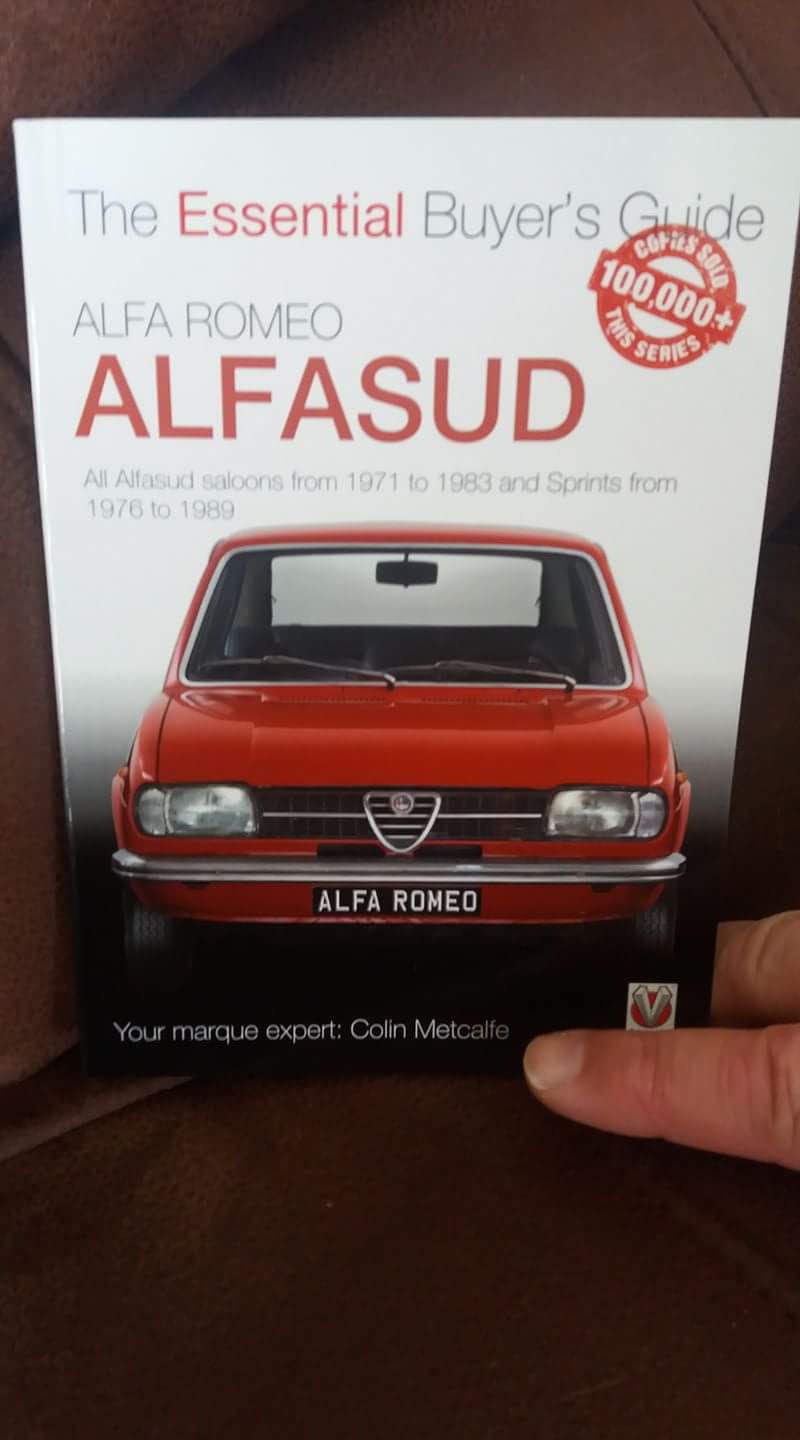 The Essential Buyer's Guide
COPIES SOLD
100,000+
THIS SERIES
ALFA ROMEO
ALFASUD
All Alfasud saloons from 1971 to 1983 and Sprints from
1976 to 1989
ALFA ROMEO
Your marque expert: Colin Metcalfe
V